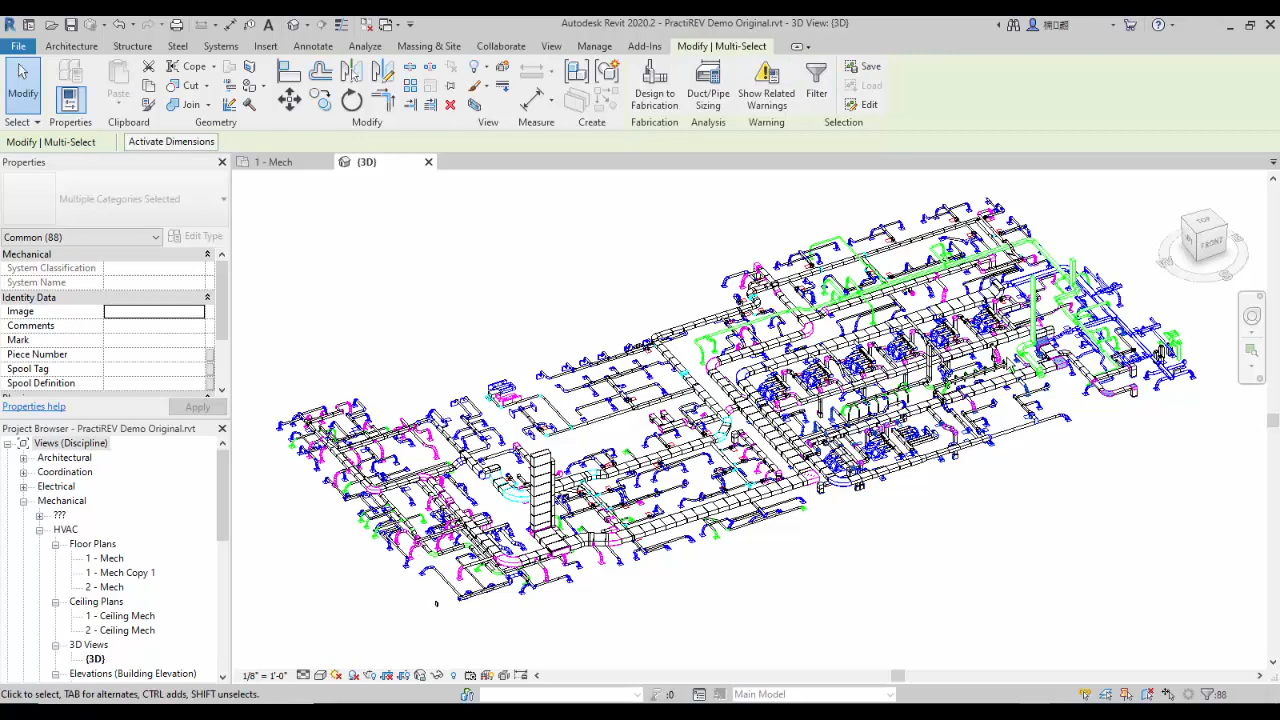 Autodesk Revit 2020.2 - PractiREV Demo Original.rvt - 3D View: {3D}
File Architecture Structure Steel Systems Insert Annotate Analyze Massing & Site Collaborate View Manage Add-Ins Modify | Multi-Select
Modify Paste Cope Cut Join Design to Fabrication Duct/Pipe Sizing Show Related Warnings Filter Save Load Edit
Select Properties Clipboard Geometry Modify View Measure Create Fabrication Analysis Warning Selection
Modify | Multi-Select Activate Dimensions
Properties
1 - Mech {3D}
Multiple Categories Selected
Common (88) Edit Type
Mechanical
System Classification
System Name
Identity Data
Image
Comments
Mark
Piece Number
Spool Tag
Spool Definition
Properties help Apply
Project Browser - PractiREV Demo Original.rvt
Views (Discipline)
Architectural
Coordination
Electrical
Mechanical
???
HVAC
Floor Plans
1 - Mech
1 - Mech Copy 1
2 - Mech
Ceiling Plans
1 - Ceiling Mech
2 - Ceiling Mech
3D Views
{3D}
Elevations (Building Elevation)
TOP
FRONT
1/8" = 1'-0"
Click to select, TAB for alternates, CTRL adds, SHIFT unselects.
:0
Main Model
:88